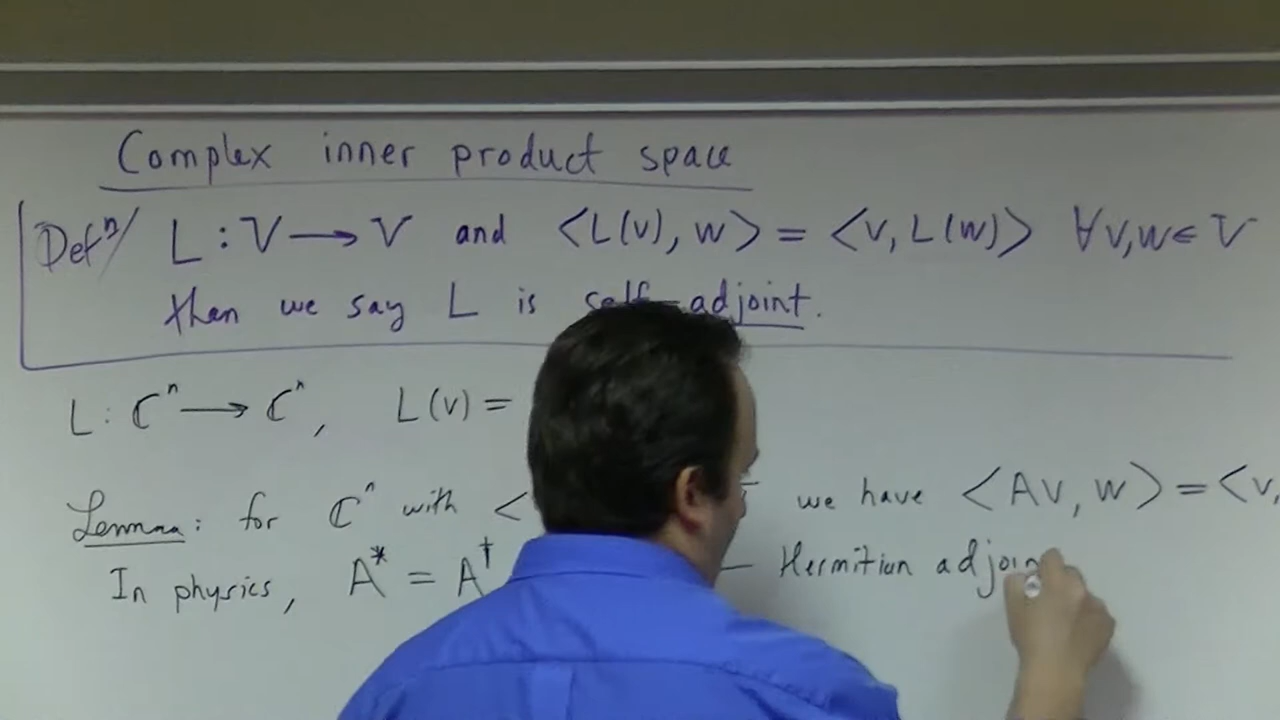 Complex inner product space
Defⁿ/ L : V ⟶ V and <L(v), w> = <v, L(w)> ∀ v,w ∈ V
then we say L is self-adjoint.
L : ℂⁿ ⟶ ℂⁿ, L(v) =
Lemma: for ℂⁿ with < we have <Av, w> = <v,
In physics, A* = A† — Hermitian adjoin